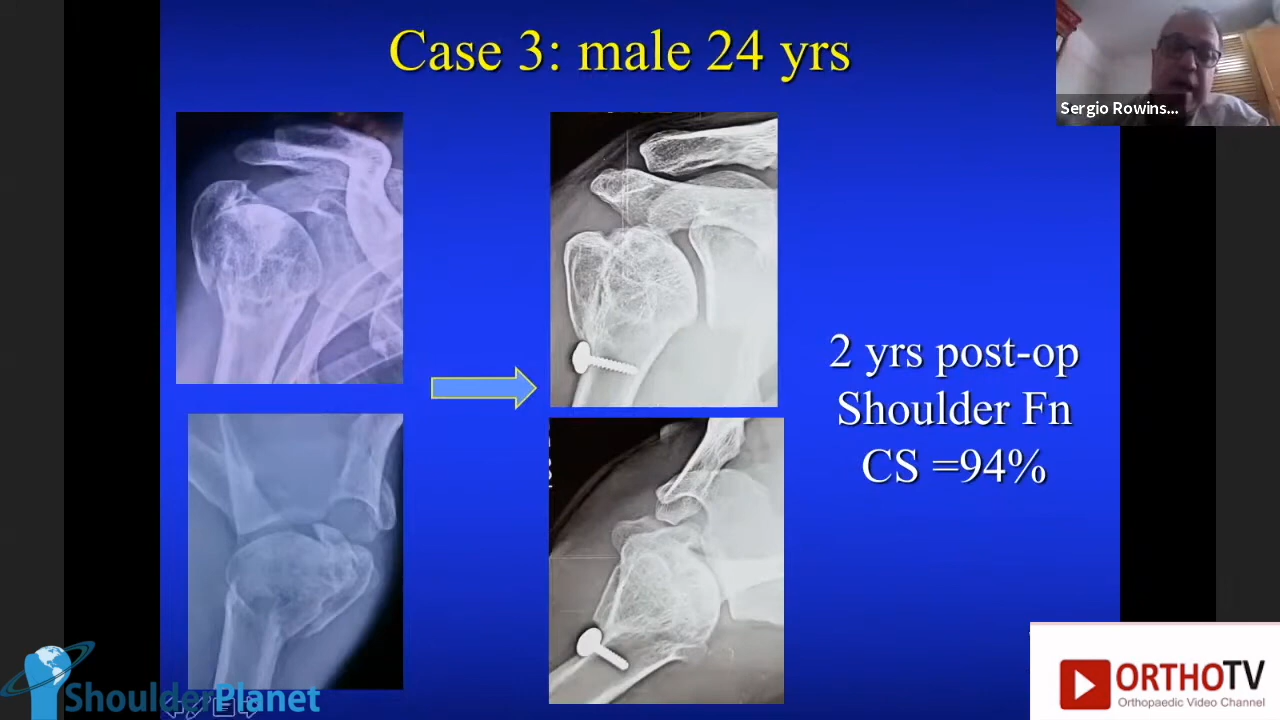 Case 3: male 24 yrs
Sergio Rowins...
2 yrs post-op
Shoulder Fn
CS =94%
ShoulderPlanet
ORTHOTV
Orthopaedic Video Channel